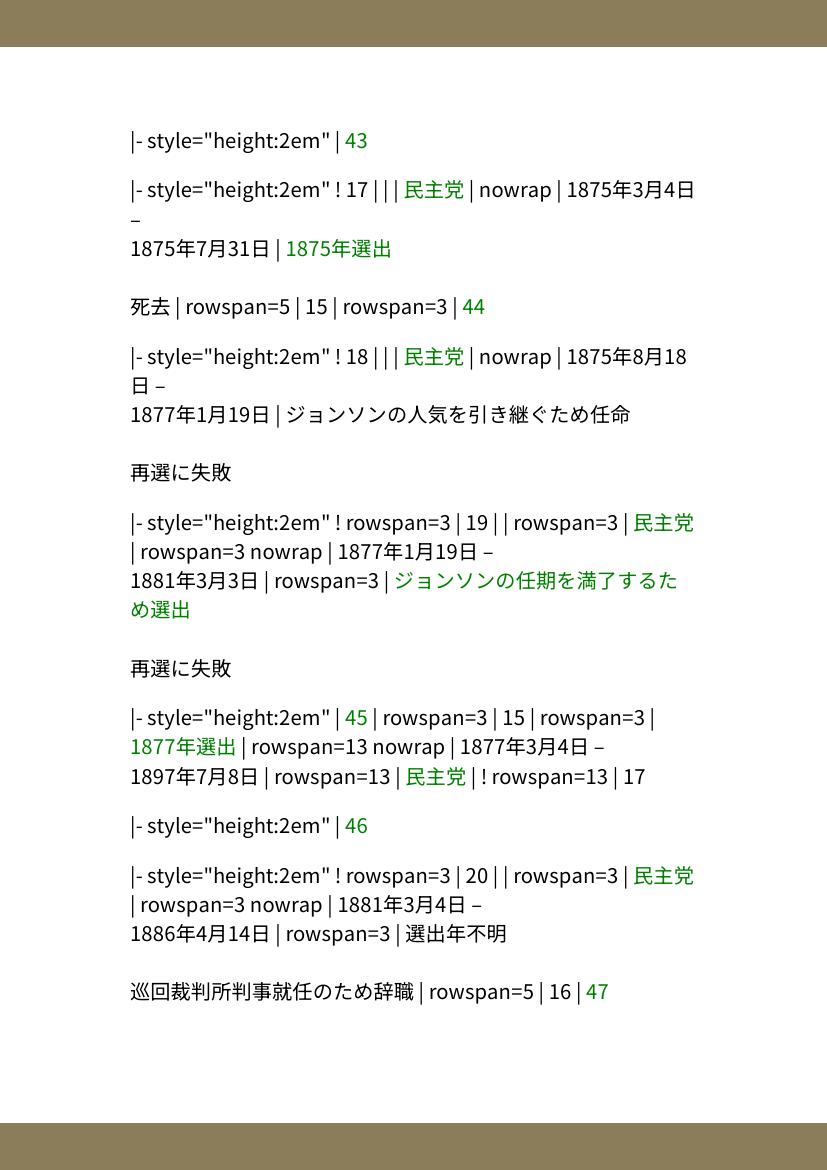 |- style="height:2em" | 43
|- style="height:2em" ! 17 | | | 民主党 | nowrap | 1875年3月4日
–
1875年7月31日 | 1875年選出
死去 | rowspan=5 | 15 | rowspan=3 | 44
|- style="height:2em" ! 18 | | | 民主党 | nowrap | 1875年8月18
日 –
1877年1月19日 | ジョンソンの人気を引き継ぐため任命
再選に失敗
|- style="height:2em" ! rowspan=3 | 19 | | rowspan=3 | 民主党
| rowspan=3 nowrap | 1877年1月19日 –
1881年3月3日 | rowspan=3 | ジョンソンの任期を満了するた
め選出
再選に失敗
|- style="height:2em" | 45 | rowspan=3 | 15 | rowspan=3 |
1877年選出 | rowspan=13 nowrap | 1877年3月4日 –
1897年7月8日 | rowspan=13 | 民主党 | ! rowspan=13 | 17
|- style="height:2em" | 46
|- style="height:2em" ! rowspan=3 | 20 | | rowspan=3 | 民主党
| rowspan=3 nowrap | 1881年3月4日 –
1886年4月14日 | rowspan=3 | 選出年不明
巡回裁判所判事就任のため辞職 | rowspan=5 | 16 | 47